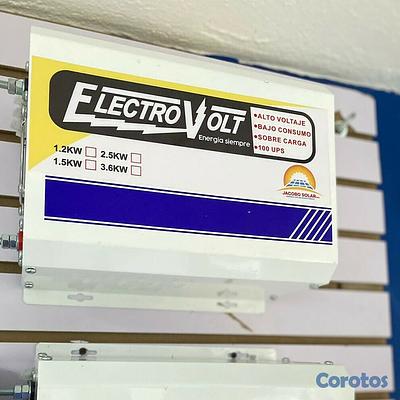 ELECTROVOLT
Energía siempre
•ALTO VOLTAJE
•BAJO CONSUMO
•SOBRE CARGA
•100 UPS
1.2KW 2.5KW
1.5KW 3.6KW
JACOBO SOLAR
Corotos